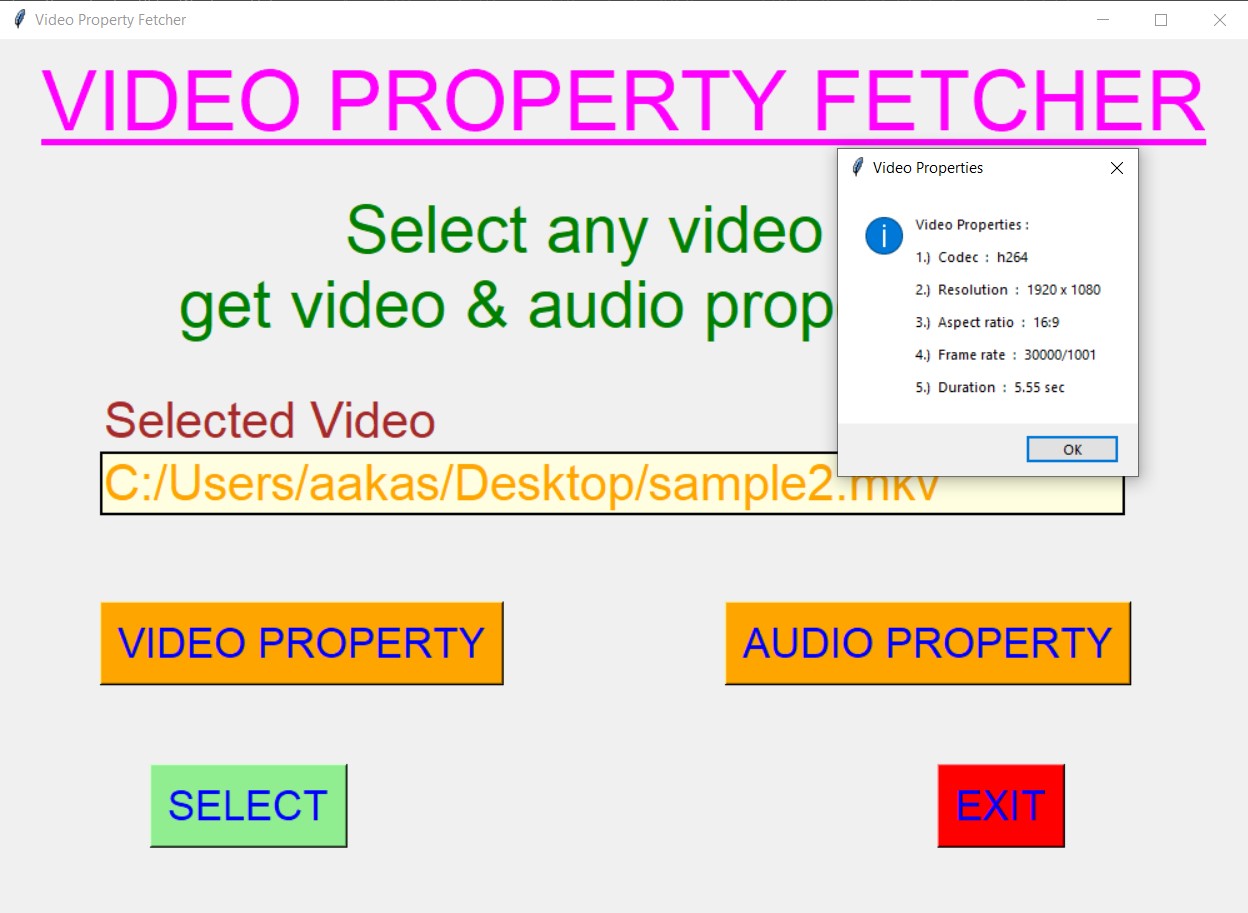 Video Property Fetcher
VIDEO PROPERTY FETCHER
Select any video
get video & audio prop
Video Properties
Video Properties :
1.) Codec : h264
2.) Resolution : 1920 x 1080
3.) Aspect ratio : 16:9
4.) Frame rate : 30000/1001
5.) Duration : 5.55 sec
OK
Selected Video
C:/Users/aakas/Desktop/sample2.mkv
VIDEO PROPERTY
AUDIO PROPERTY
SELECT
EXIT